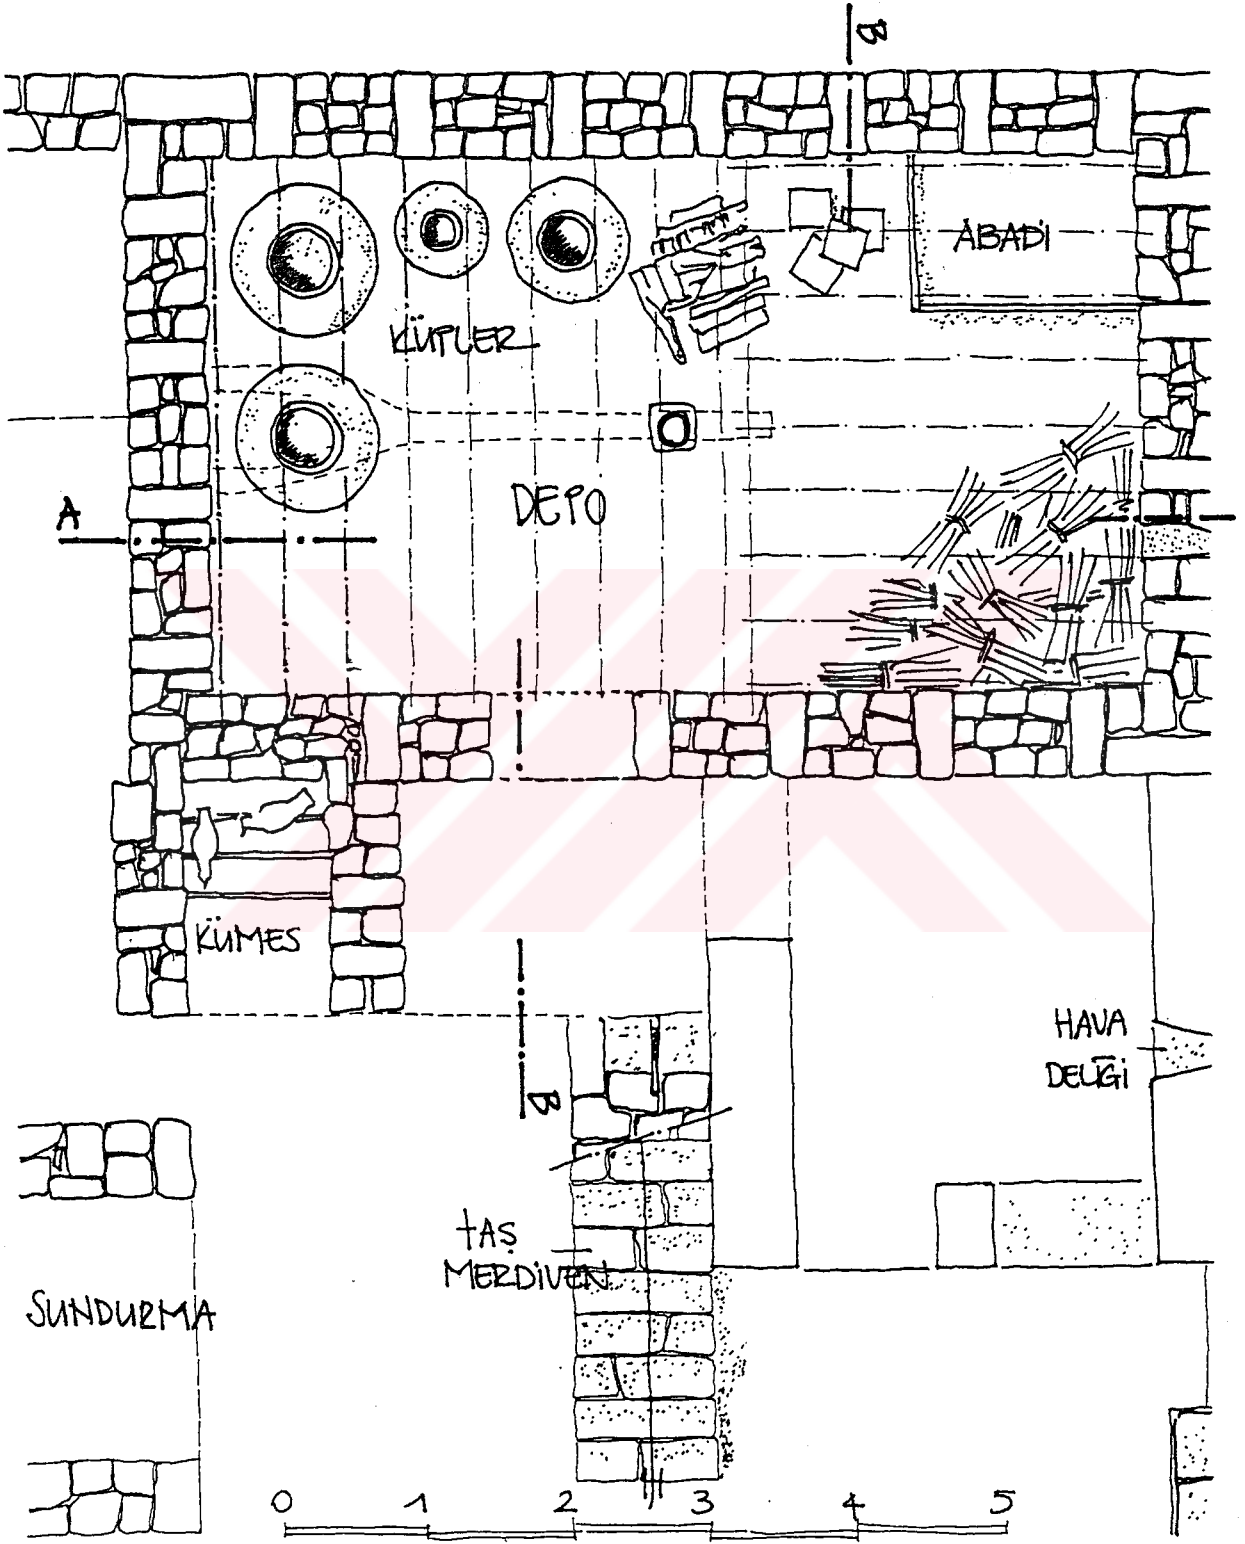 B
ABADİ
KÜPLER
A
DEPO
KÜMES
HAVA
DELİĞİ
B
TAŞ
MERDİVEN
SUNDURMA
0 1 2 3 4 5